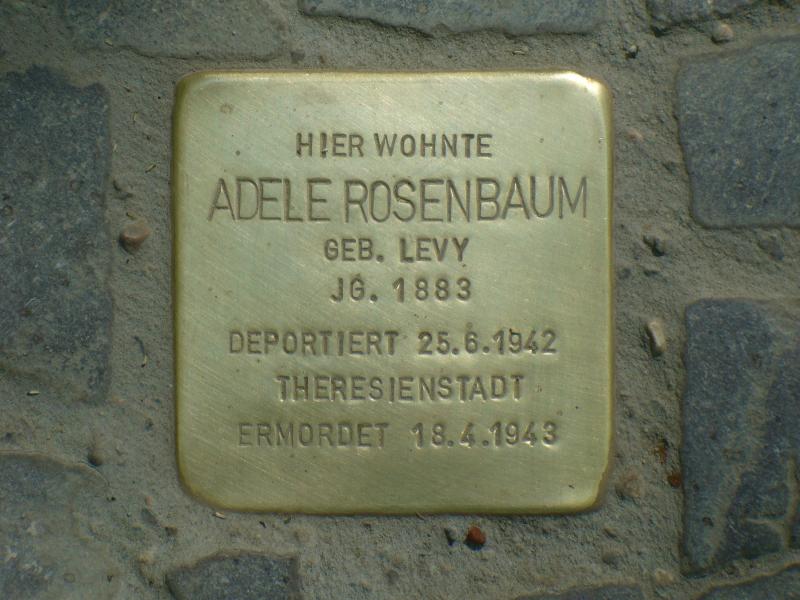 HIER WOHNTE
ADELE ROSENBAUM
GEB. LEVY
JG. 1883
DEPORTIERT 25.6.1942
THERESIENSTADT
ERMORDET 18.4.1943